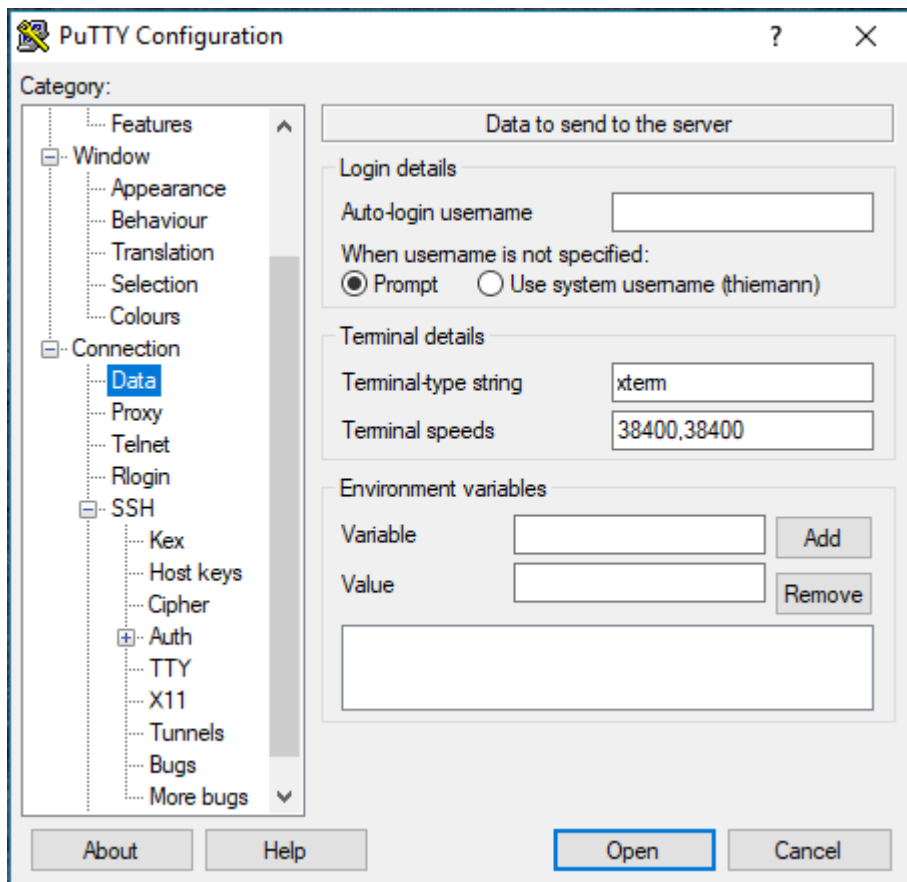 PuTTY Configuration
?
Category:
Features
Window
Appearance
Behaviour
Translation
Selection
Colours
Connection
Data
Proxy
Telnet
Rlogin
SSH
Kex
Host keys
Cipher
Auth
TTY
X11
Tunnels
Bugs
More bugs
Data to send to the server
Login details
Auto-login username
When username is not specified:
Prompt Use system username (thiemann)
Terminal details
Terminal-type string xterm
Terminal speeds 38400,38400
Environment variables
Variable Add
Value Remove
About Help Open Cancel